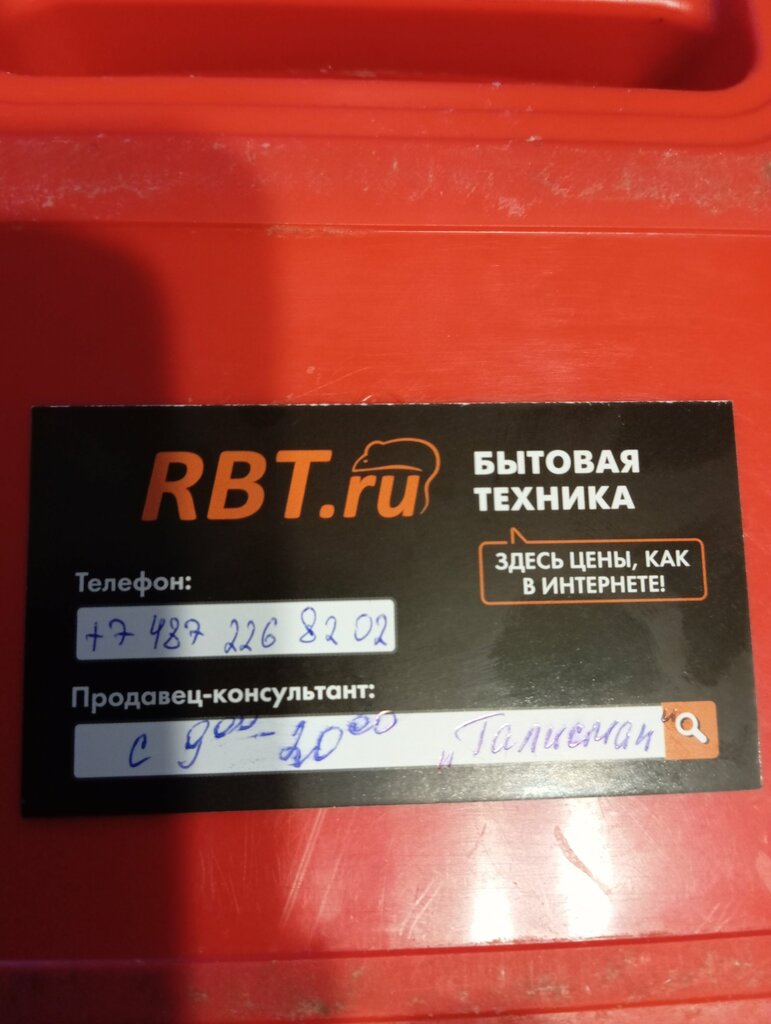 RBT.ru
БЫТОВАЯ
ТЕХНИКА
ЗДЕСЬ ЦЕНЫ, КАК
В ИНТЕРНЕТЕ!
Телефон:
+7 487 226 82 02
Продавец-консультант:
с 9⁰⁰-20⁰⁰ „Талисман"